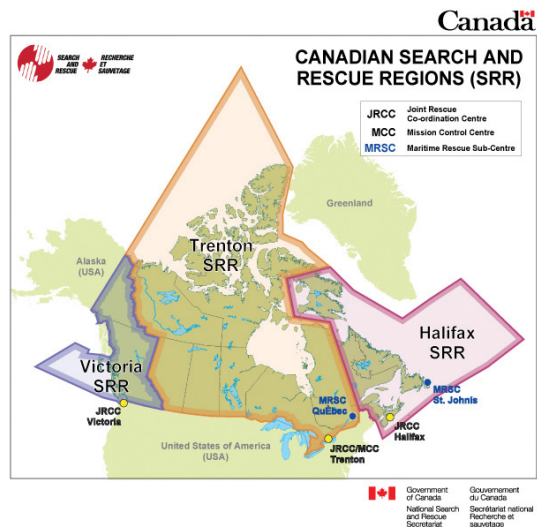 Canada
SEARCH AND RESCUE
RECHERCHE ET SAUVETAGE
CANADIAN SEARCH AND
RESCUE REGIONS (SRR)
JRCC Joint Rescue Co-ordination Centre
MCC Mission Control Centre
MRSC Maritime Rescue Sub-Centre
Greenland
Trenton
SRR
Alaska
(USA)
Halifax
SRR
Victoria
SRR
MRSC
St. Johnis
MRSC
QuÈbec
JRCC
Victoria
JRCC
Halifax
United States of America
(USA)
JRCC/MCC
Trenton
Government
of Canada
Gouvernement
du Canada
National Search
and Rescue
Secretariat
Secrétariat national
Recherche et
sauvetage